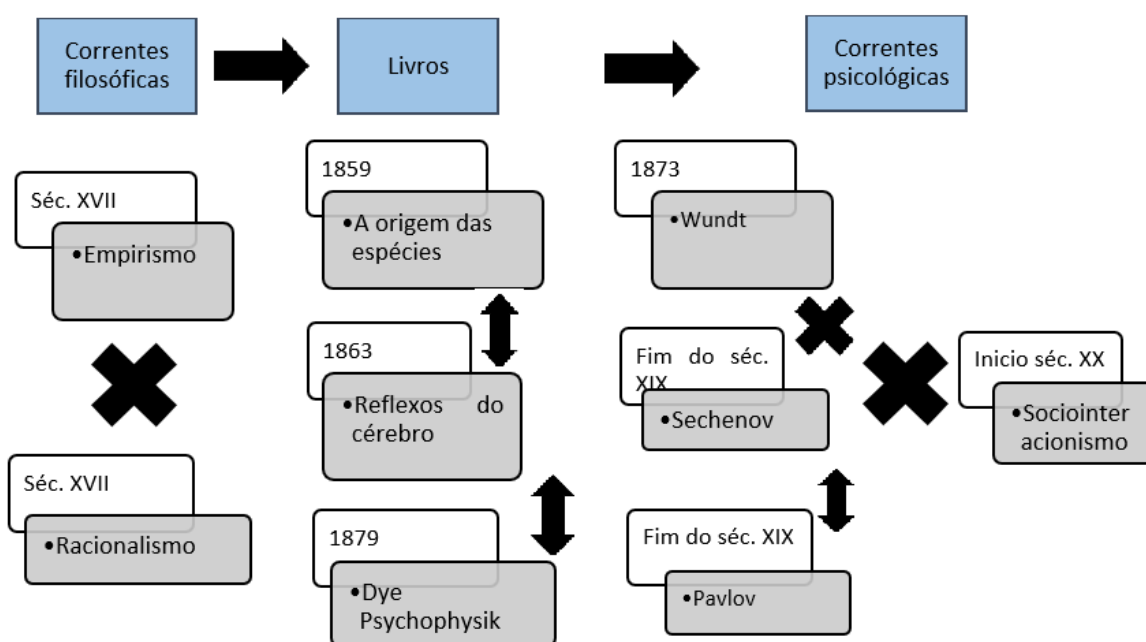 Correntes
filosóficas
Livros
Correntes
psicológicas
Séc. XVII
•Empirismo
Séc. XVII
•Racionalismo
1859
•A origem das
espécies
1863
•Reflexos do
cérebro
1879
•Dye
Psychophysik
1873
•Wundt
Fim do séc.
XIX
•Sechenov
Fim do séc. XIX
•Pavlov
Inicio séc. XX
•Sociointer
acionismo